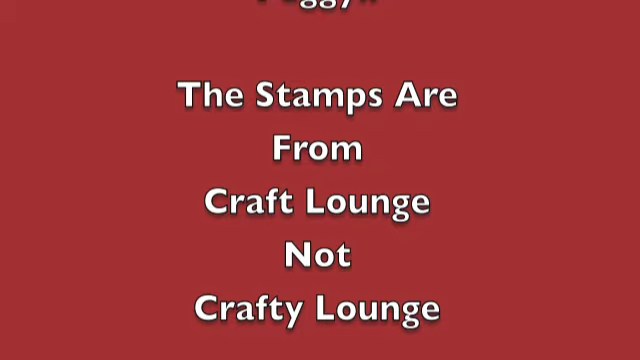 The Stamps Are
From
Craft Lounge
Not
Crafty Lounge